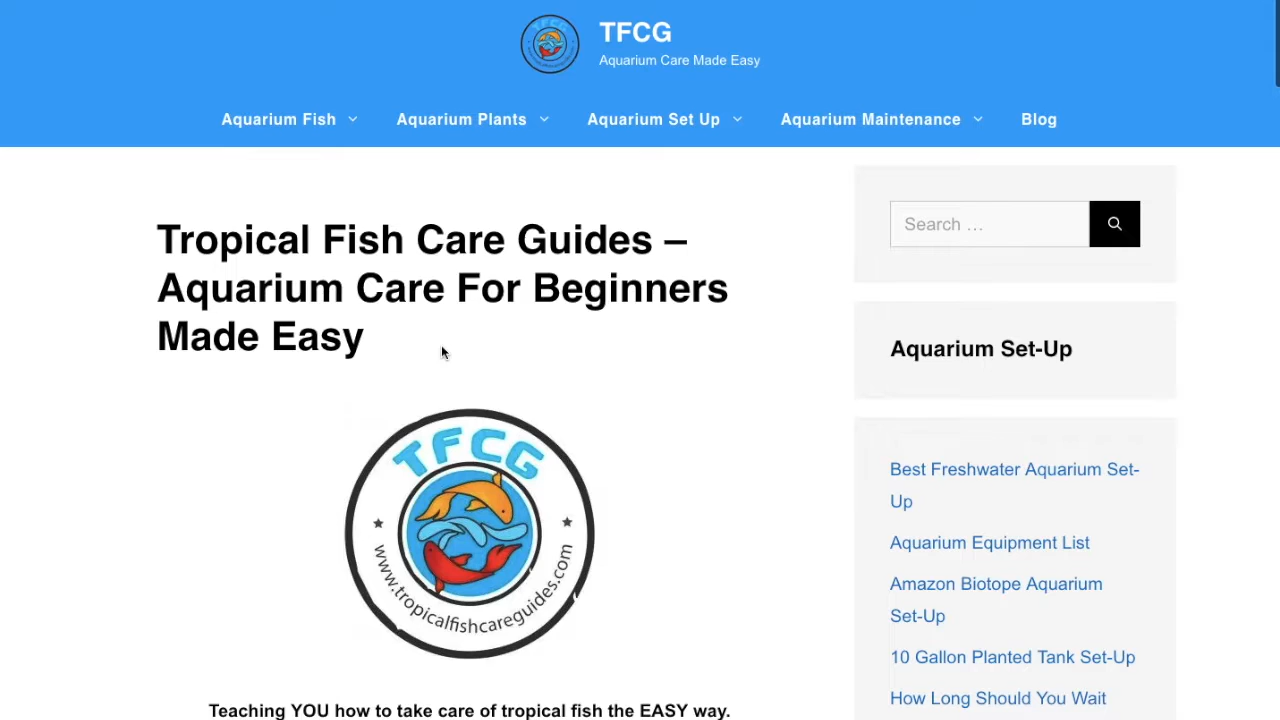 TFCG
Aquarium Care Made Easy
Aquarium Fish
Aquarium Plants
Aquarium Set Up
Aquarium Maintenance
Blog
Tropical Fish Care Guides –
Aquarium Care For Beginners
Made Easy
TFCG
www.tropicalfishcareguides.com
Teaching YOU how to take care of tropical fish the EASY way.
Search …
Aquarium Set-Up
Best Freshwater Aquarium Set-
Up
Aquarium Equipment List
Amazon Biotope Aquarium
Set-Up
10 Gallon Planted Tank Set-Up
How Long Should You Wait